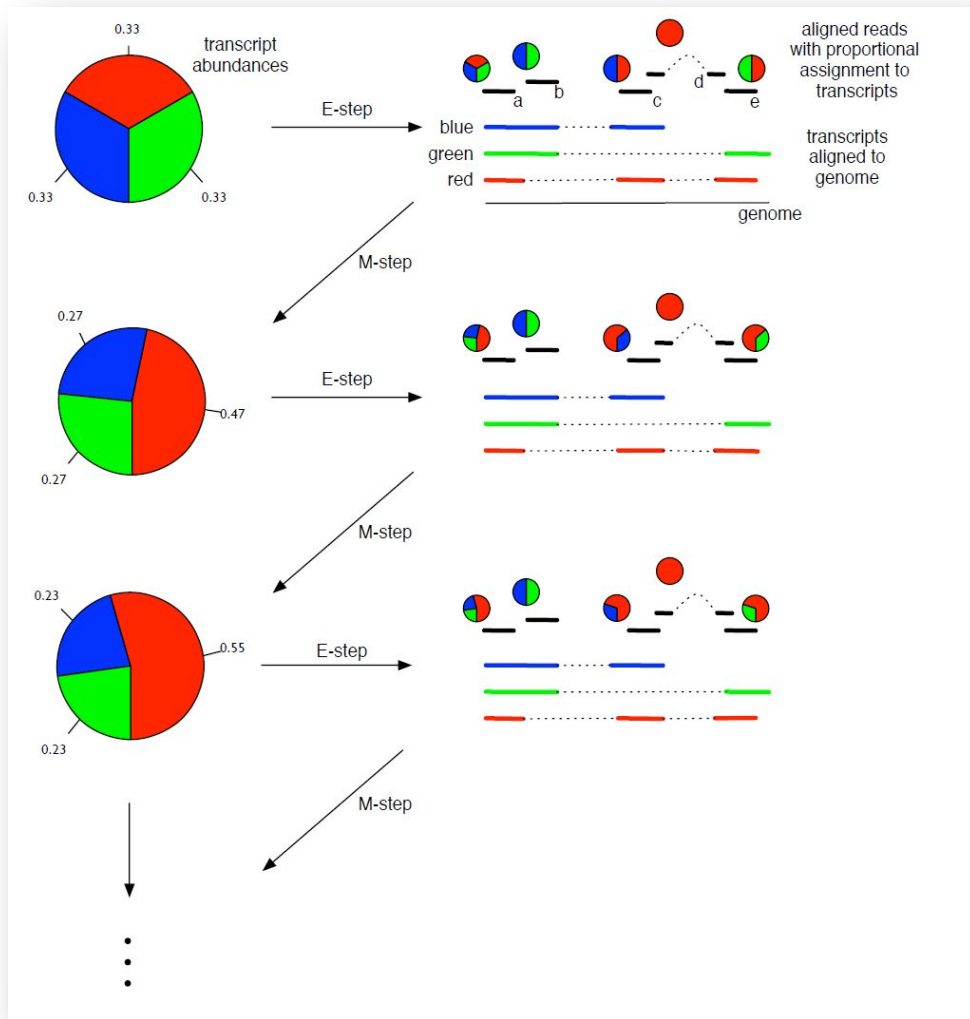 0.33
transcript
abundances
0.33
0.33
E-step
aligned reads
with proportional
assignment to
transcripts
a
b
c
d
e
blue
green
red
transcripts
aligned to
genome
genome
M-step
0.27
0.47
0.27
E-step
M-step
0.23
0.55
0.23
E-step
M-step